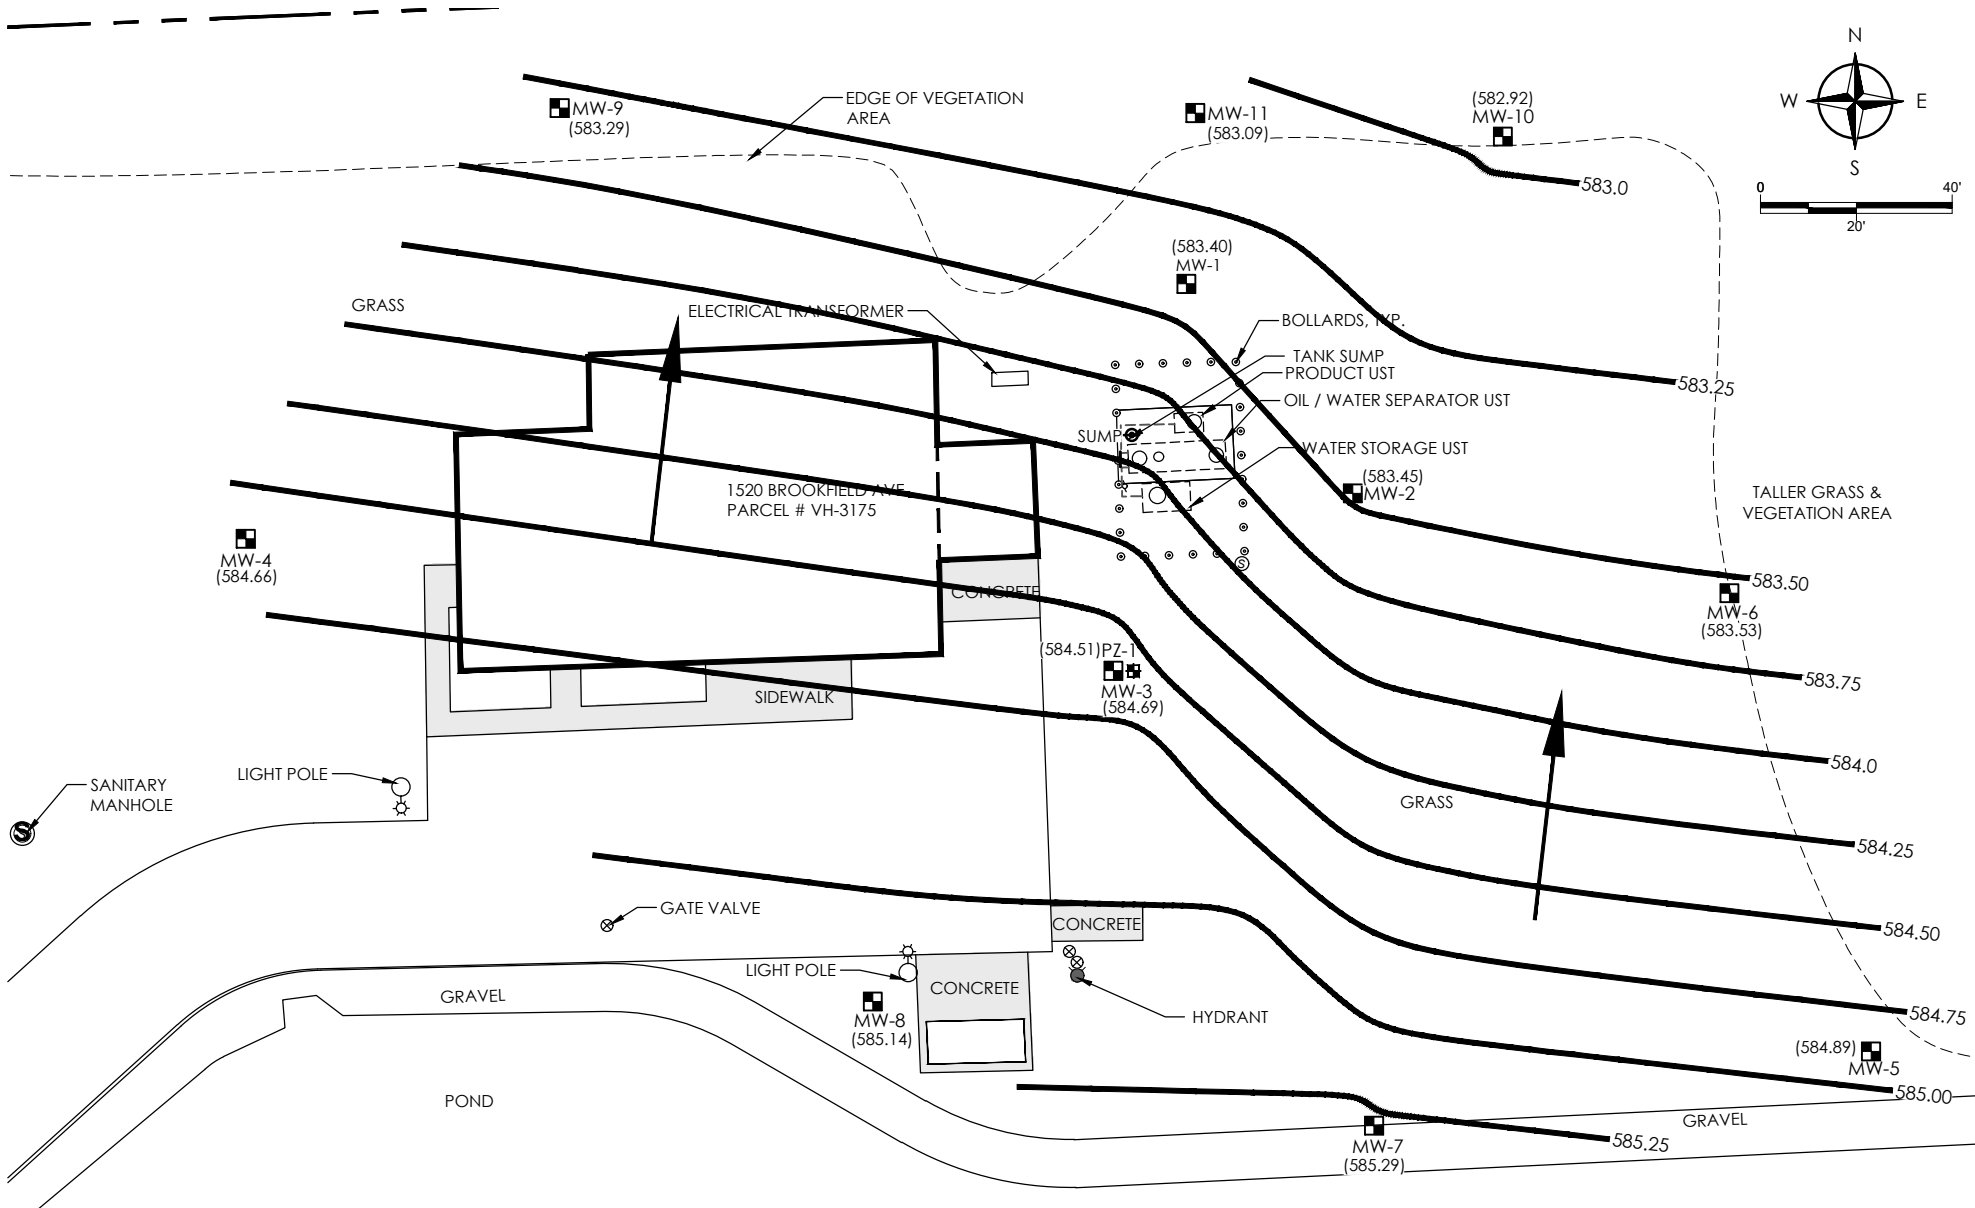 N
W
E
S
0
40'
20'
MW-9
(583.29)
EDGE OF VEGETATION
AREA
MW-11
(583.09)
(582.92)
MW-10
583.0
(583.40)
MW-1
GRASS
ELECTRICAL TRANSFORMER
BOLLARDS, TYP.
TANK SUMP
PRODUCT UST
583.25
OIL / WATER SEPARATOR UST
SUMP
WATER STORAGE UST
(583.45)
MW-2
1520 BROOKFIELD AVE
PARCEL # VH-3175
TALLER GRASS &
VEGETATION AREA
MW-4
(584.66)
S
583.50
CONCRETE
MW-6
(583.53)
(584.51)
PZ-1
MW-3
(584.69)
583.75
SIDEWALK
584.0
LIGHT POLE
SANITARY
MANHOLE
S
GRASS
584.25
GATE VALVE
CONCRETE
584.50
LIGHT POLE
GRAVEL
CONCRETE
HYDRANT
584.75
MW-8
(585.14)
(584.89)
MW-5
POND
585.00
GRAVEL
585.25
MW-7
(585.29)